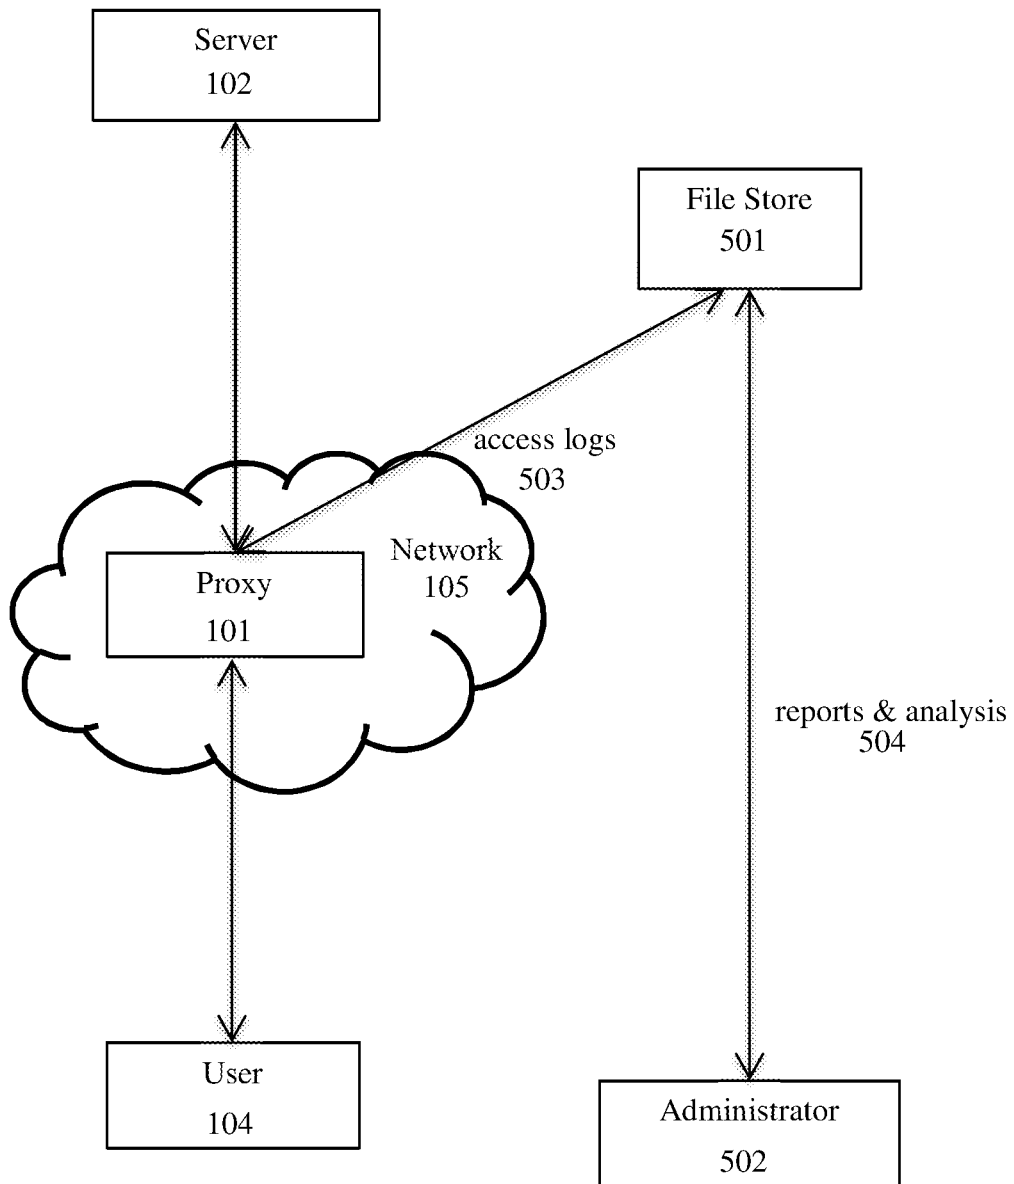 Server
102
File Store
501
access logs
503
Network
105
Proxy
101
reports & analysis
504
User
104
Administrator
502